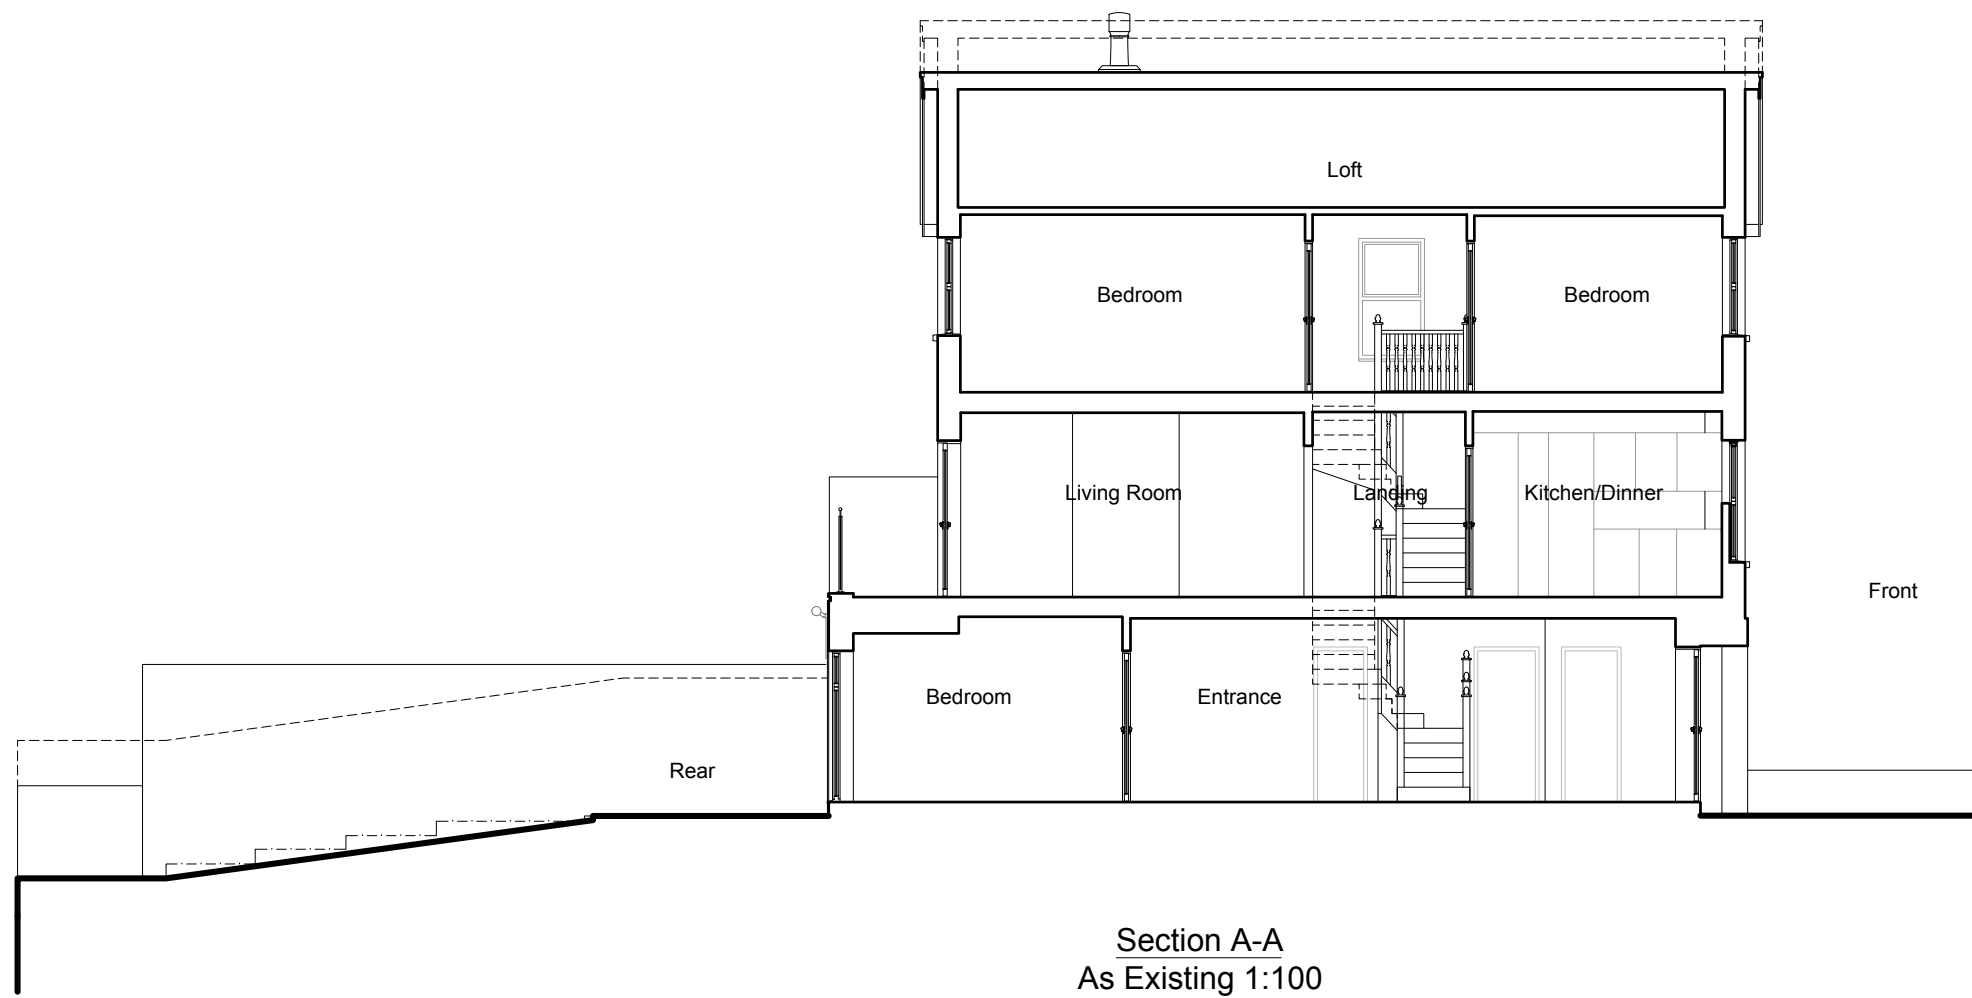 Loft
Bedroom
Bedroom
Living Room
Landing
Kitchen/Dinner
Front
Bedroom
Entrance
Rear
Section A-A
As Existing 1:100